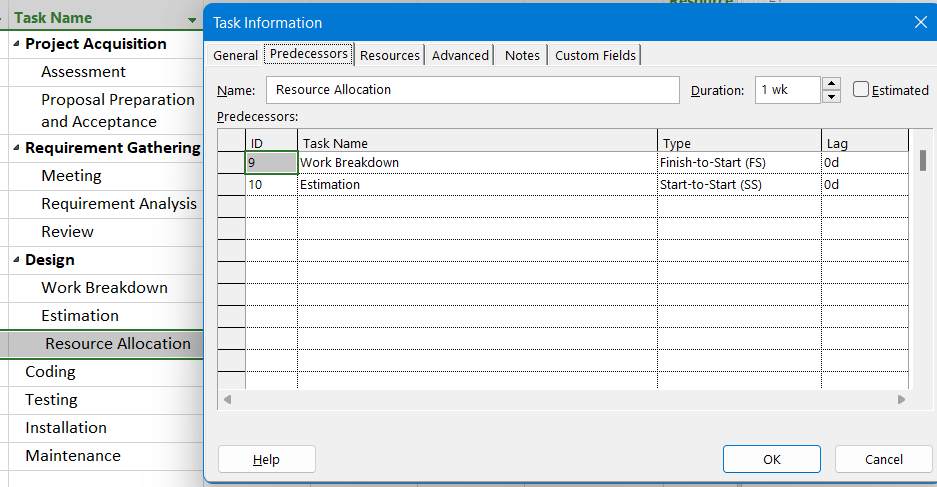 Task Name
Project Acquisition
Assessment
Proposal Preparation
and Acceptance
Requirement Gathering
Meeting
Requirement Analysis
Review
Design
Work Breakdown
Estimation
Resource Allocation
Coding
Testing
Installation
Maintenance
Resource
Task Information
General Predecessors Resources Advanced Notes Custom Fields
Name: Resource Allocation Duration: 1 wk Estimated
Predecessors:
ID Task Name Type Lag
9 Work Breakdown Finish-to-Start (FS) 0d
10 Estimation Start-to-Start (SS) 0d
Help OK Cancel